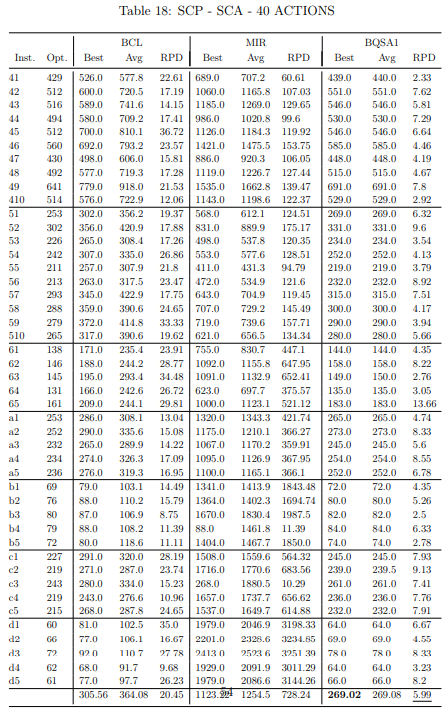 Table 18: SCP - SCA - 40 ACTIONS
BCL MIR BQSA1
Inst. Opt. Best Avg RPD Best Avg RPD Best Avg RPD
41 429 526.0 577.8 22.61 689.0 707.2 60.61 439.0 440.0 2.33
42 512 600.0 720.5 17.19 1060.0 1165.8 107.03 551.0 551.0 7.62
43 516 589.0 741.6 14.15 1185.0 1269.0 129.65 546.0 546.0 5.81
44 494 580.0 709.2 17.41 986.0 1020.8 99.6 530.0 530.0 7.29
45 512 700.0 810.1 36.72 1126.0 1184.3 119.92 546.0 546.0 6.64
46 560 692.0 793.2 23.57 1421.0 1475.5 153.75 585.0 585.0 4.46
47 430 498.0 606.0 15.81 886.0 920.3 106.05 448.0 448.0 4.19
48 492 577.0 719.3 17.28 1119.0 1226.7 127.44 515.0 515.0 4.67
49 641 779.0 918.0 21.53 1535.0 1662.8 139.47 691.0 691.0 7.8
410 514 576.0 722.9 12.06 1143.0 1198.6 122.37 529.0 529.0 2.92
51 253 302.0 356.2 19.37 568.0 612.1 124.51 269.0 269.0 6.32
52 302 356.0 420.9 17.88 831.0 889.9 175.17 331.0 331.0 9.6
53 226 265.0 308.4 17.26 498.0 537.8 120.35 234.0 234.0 3.54
54 242 307.0 335.0 26.86 553.0 577.6 128.51 252.0 252.0 4.13
55 211 257.0 307.9 21.8 411.0 431.3 94.79 219.0 219.0 3.79
56 213 263.0 317.5 23.47 472.0 534.9 121.6 232.0 232.0 8.92
57 293 345.0 422.9 17.75 643.0 704.9 119.45 315.0 315.0 7.51
58 288 359.0 390.6 24.65 707.0 729.2 145.49 300.0 300.0 4.17
59 279 372.0 414.8 33.33 719.0 739.6 157.71 290.0 290.0 3.94
510 265 317.0 390.6 19.62 621.0 656.5 134.34 280.0 280.0 5.66
61 138 171.0 235.4 23.91 755.0 830.7 447.1 144.0 144.0 4.35
62 146 188.0 244.2 28.77 1092.0 1155.8 647.95 158.0 158.0 8.22
63 145 195.0 293.4 34.48 1091.0 1132.9 652.41 149.0 150.0 2.76
64 131 166.0 242.6 26.72 623.0 697.7 375.57 135.0 135.0 3.05
65 161 209.0 244.1 29.81 1000.0 1123.1 521.12 183.0 183.0 13.66
a1 253 286.0 308.1 13.04 1320.0 1343.3 421.74 265.0 265.0 4.74
a2 252 290.0 335.6 15.08 1175.0 1210.1 366.27 273.0 273.0 8.33
a3 232 265.0 289.9 14.22 1067.0 1170.2 359.91 245.0 245.0 5.6
a4 234 274.0 326.3 17.09 1095.0 1126.9 367.95 254.0 254.0 8.55
a5 236 276.0 319.3 16.95 1100.0 1165.1 366.1 252.0 252.0 6.78
b1 69 79.0 103.1 14.49 1341.0 1413.9 1843.48 72.0 72.0 4.35
b2 76 88.0 110.2 15.79 1364.0 1402.3 1694.74 80.0 80.0 5.26
b3 80 87.0 106.9 8.75 1670.0 1830.4 1987.5 82.0 82.0 2.5
b4 79 88.0 108.2 11.39 88.0 1461.8 11.39 84.0 84.0 6.33
b5 72 80.0 118.6 11.11 1404.0 1467.7 1850.0 74.0 74.0 2.78
c1 227 291.0 320.0 28.19 1508.0 1559.6 564.32 245.0 245.0 7.93
c2 219 271.0 287.0 23.74 1716.0 1770.6 683.56 239.0 239.5 9.13
c3 243 280.0 334.0 15.23 268.0 1880.5 10.29 261.0 261.0 7.41
c4 219 243.0 276.6 10.96 1657.0 1737.7 656.62 236.0 236.0 7.76
c5 215 268.0 287.8 24.65 1537.0 1649.7 614.88 232.0 232.0 7.91
d1 60 81.0 102.5 35.0 1979.0 2046.9 3198.33 64.0 64.0 6.67
d2 66 77.0 106.1 16.67 2201.0 2328.6 3234.85 69.0 69.0 4.55
d3 72 92.0 110.7 27.78 2413.0 2523.6 3251.39 78.0 78.0 8.33
d4 62 68.0 91.7 9.68 2029.0 2091.9 3011.29 64.0 64.0 3.23
d5 61 77.0 97.7 26.23 1979.0 2086.6 3144.26 66.0 66.0 8.2
305.56 364.08 20.45 1254.5 728.24 269.02 269.08 5.99
54